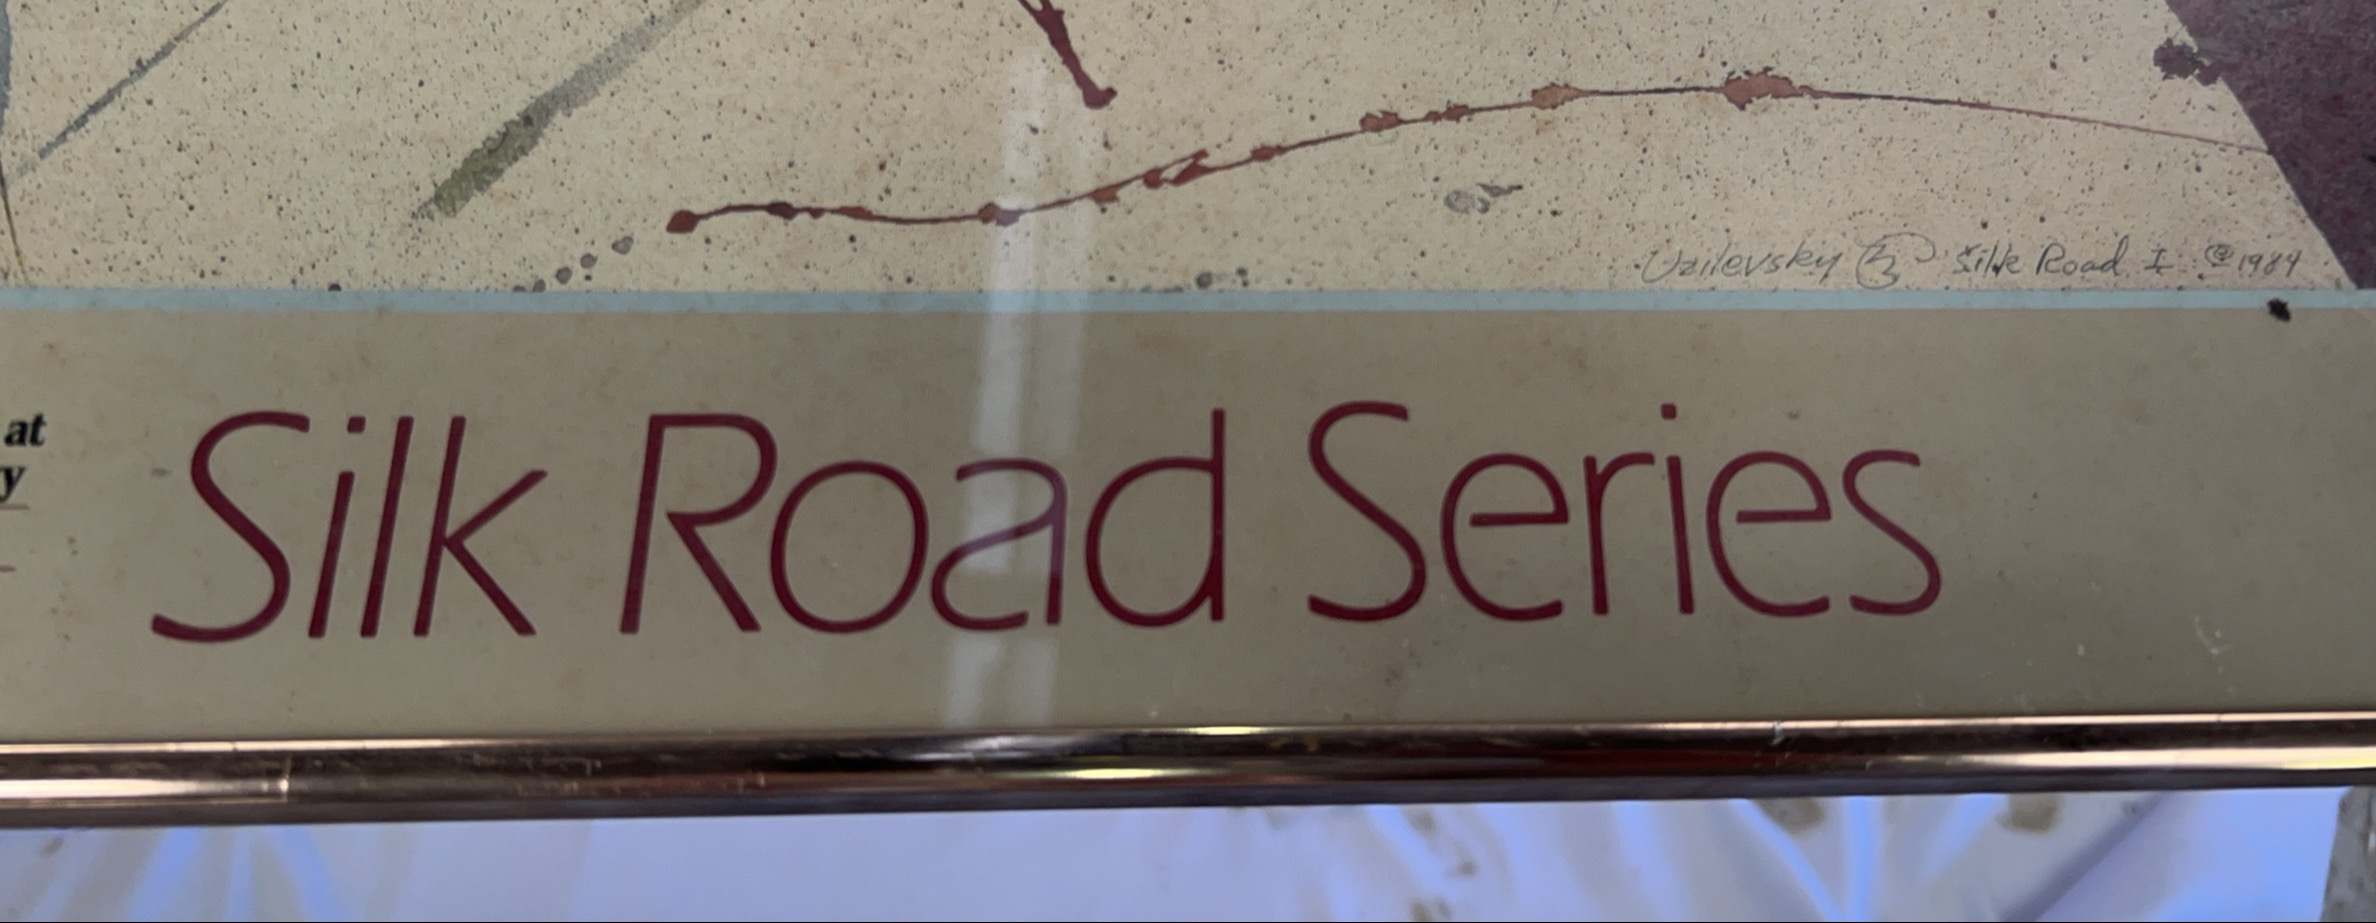 Uzilevsky Silk Road I © 1984
at
y
Silk Road Series